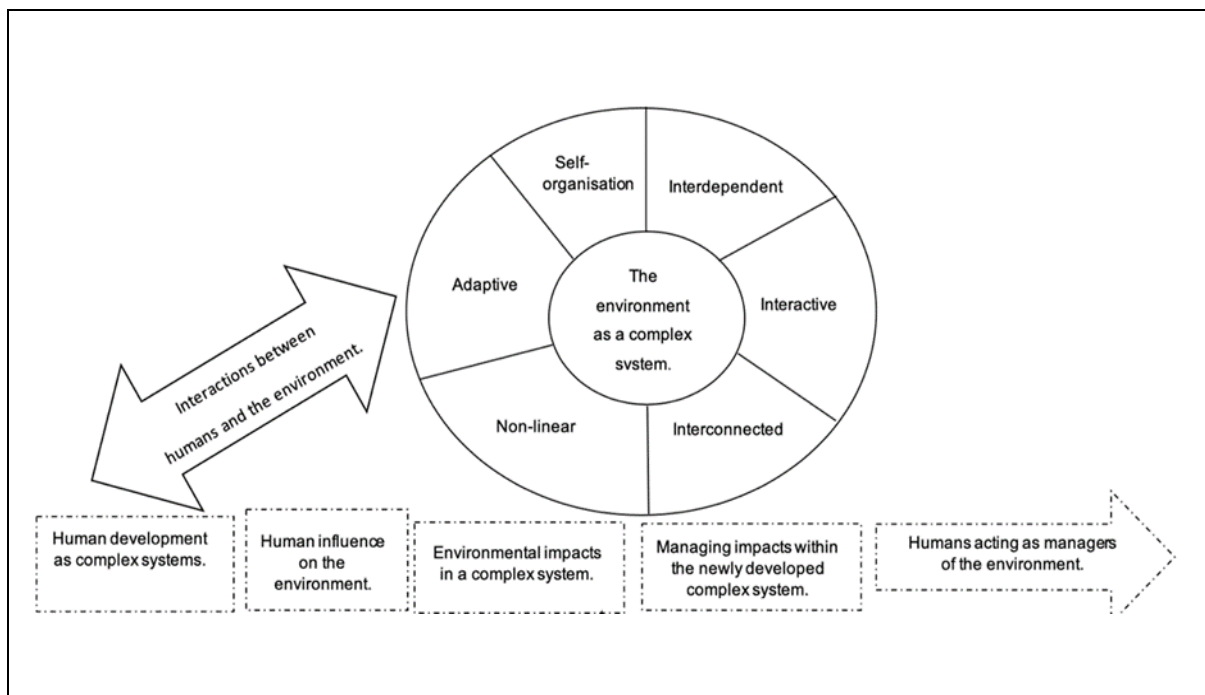 Self-
organisation
Interdependent
Adaptive
The
environment
as a complex
svstem.
Interactive
Non-linear
Interconnected
Interactions between
humans and the environment.
Human development
as complex systems.
Human influence
on the
environment.
Environmental impacts
in a complex system.
Managing impacts within
the newly developed
complex system.
Humans acting as managers
of the environment.